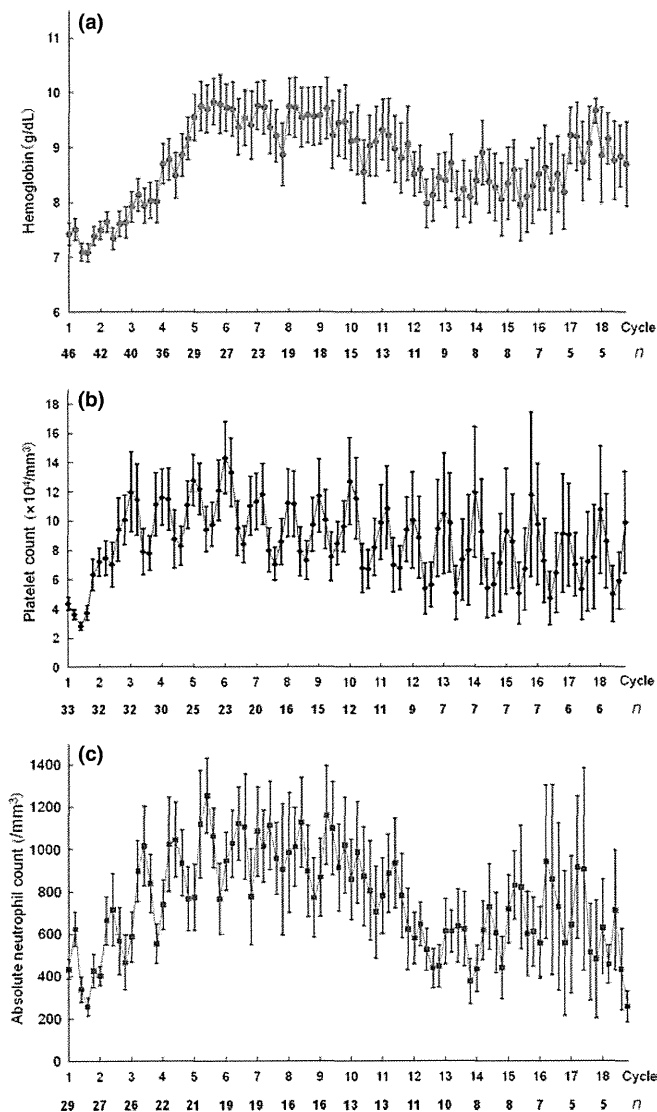 (a)
Hemoglobin (g/dL)
11
10
9
8
7
6
1 2 3 4 5 6 7 8 9 10 11 12 13 14 15 16 17 18 Cycle
46 42 40 36 29 27 23 19 18 15 13 11 9 8 8 7 5 5 n
(b)
Platelet count (×10⁴/mm³)
18
16
14
12
10
8
6
4
2
0
1 2 3 4 5 6 7 8 9 10 11 12 13 14 15 16 17 18 Cycle
33 32 32 30 25 23 20 16 15 12 11 9 7 7 7 7 6 6 n
(c)
Absolute neutrophil count (/mm³)
1400
1200
1000
800
600
400
200
0
1 2 3 4 5 6 7 8 9 10 11 12 13 14 15 16 17 18 Cycle
29 27 26 22 21 19 19 16 16 13 13 11 10 8 8 7 5 5 n